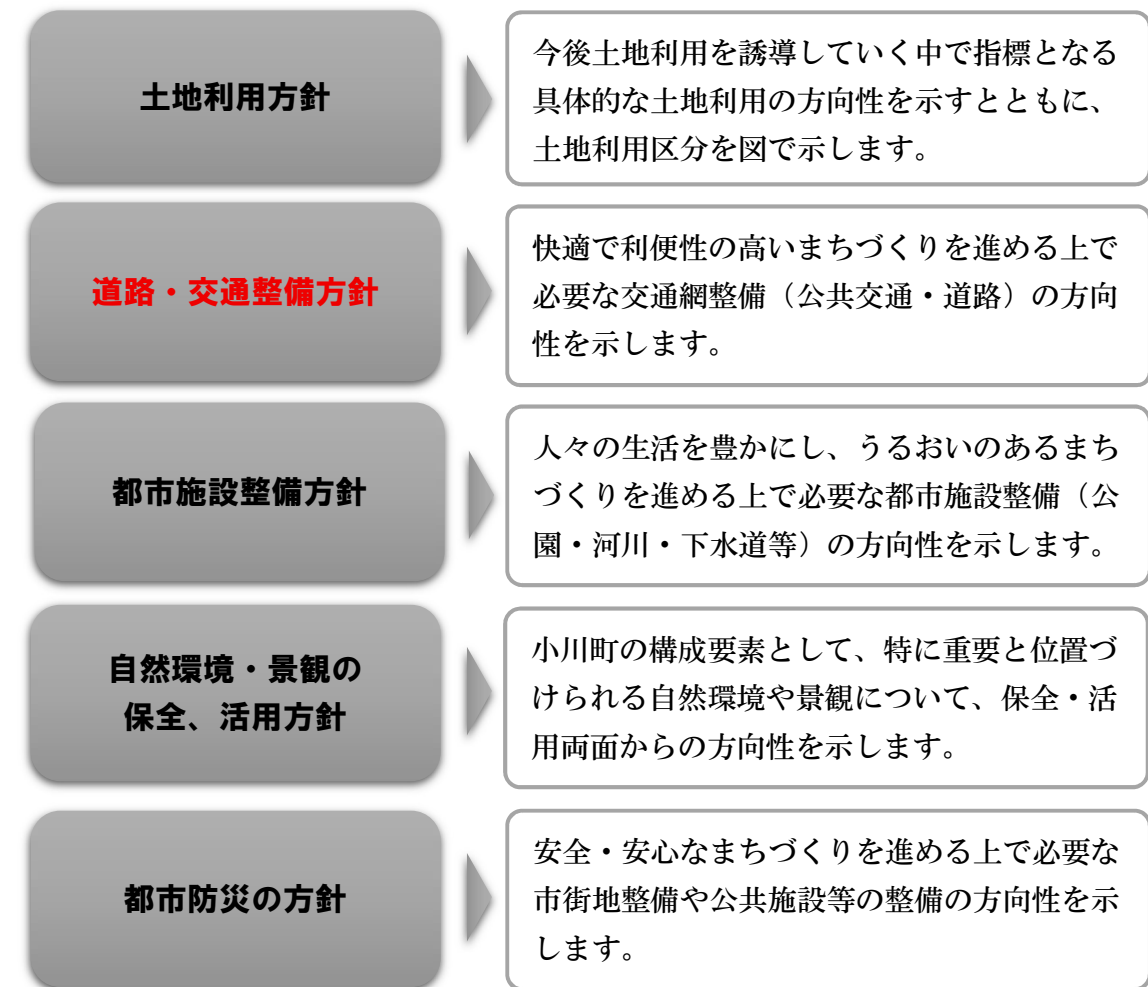 土地利用方針
今後土地利用を誘導していく中で指標となる
具体的な土地利用の方向性を示すとともに、
土地利用区分を図で示します。
道路・交通整備方針
快適で利便性の高いまちづくりを進める上で
必要な交通網整備（公共交通・道路）の方向
性を示します。
都市施設整備方針
人々の生活を豊かにし、うるおいのあるまち
づくりを進める上で必要な都市施設整備（公
園・河川・下水道等）の方向性を示します。
自然環境・景観の
保全、活用方針
小川町の構成要素として、特に重要と位置づ
けられる自然環境や景観について、保全・活
用両面からの方向性を示します。
都市防災の方針
安全・安心なまちづくりを進める上で必要な
市街地整備や公共施設等の整備の方向性を示
します。